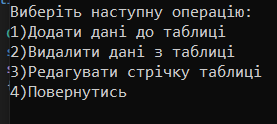 Виберіть наступну операцію:
1)Додати дані до таблиці
2)Видалити дані з таблиці
3)Редагувати стрічку таблиці
4)Повернутись